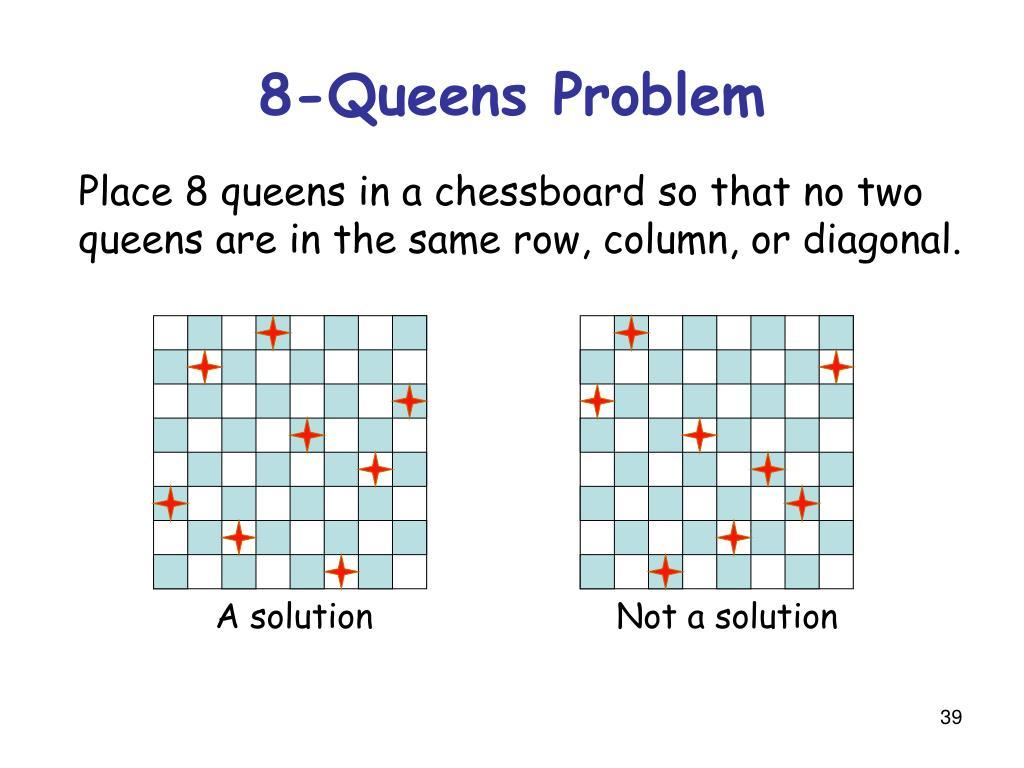 8-Queens Problem
Place 8 queens in a chessboard so that no two
queens are in the same row, column, or diagonal.
A solution
Not a solution
39